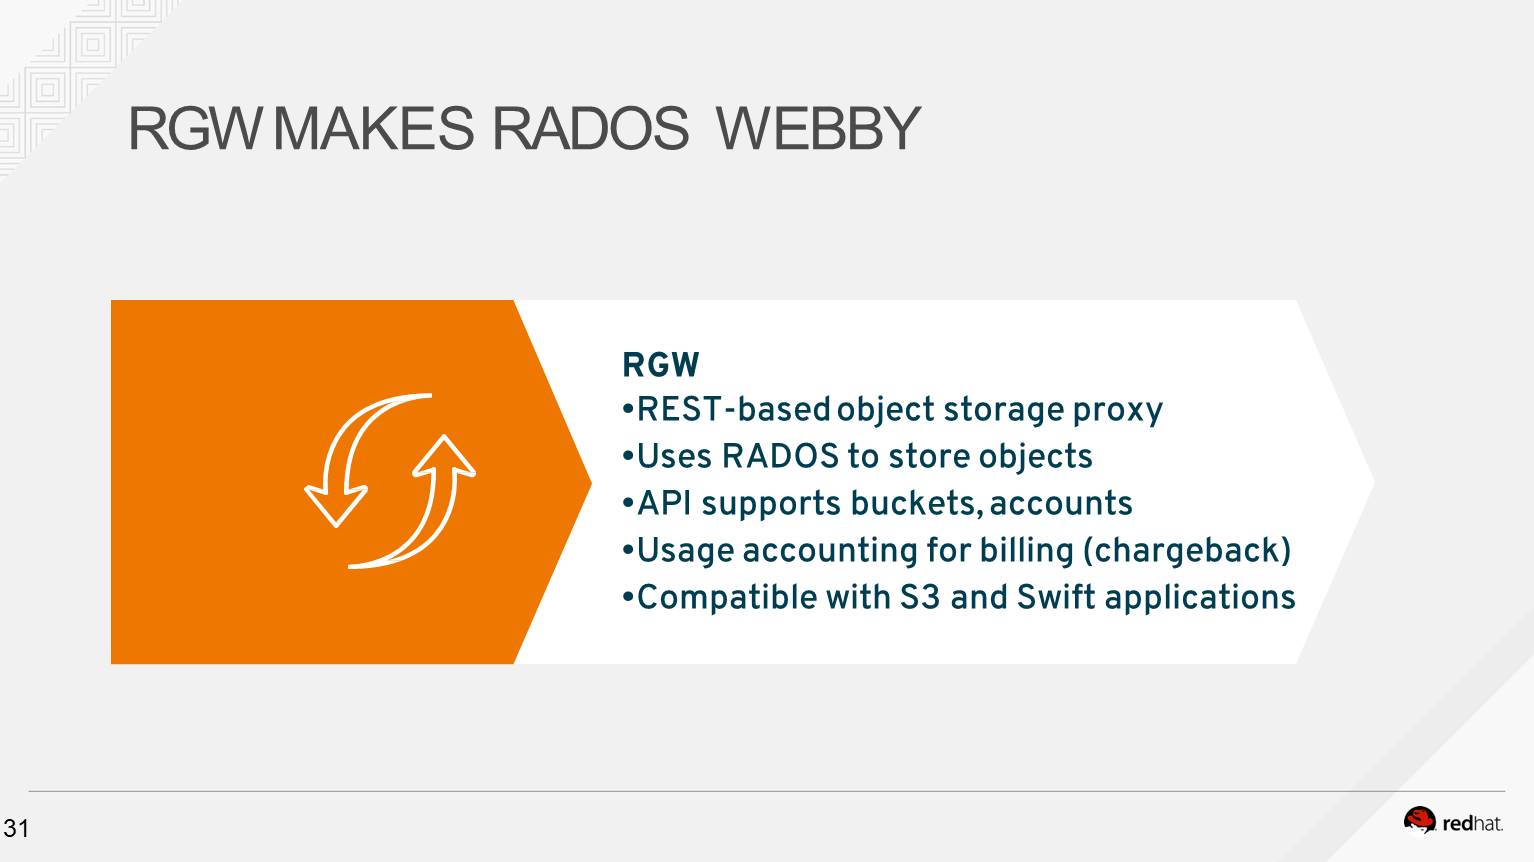 RGW MAKES RADOS WEBBY
RGW
•REST-based object storage proxy
•Uses RADOS to store objects
•API supports buckets, accounts
•Usage accounting for billing (chargeback)
•Compatible with S3 and Swift applications
31
redhat.